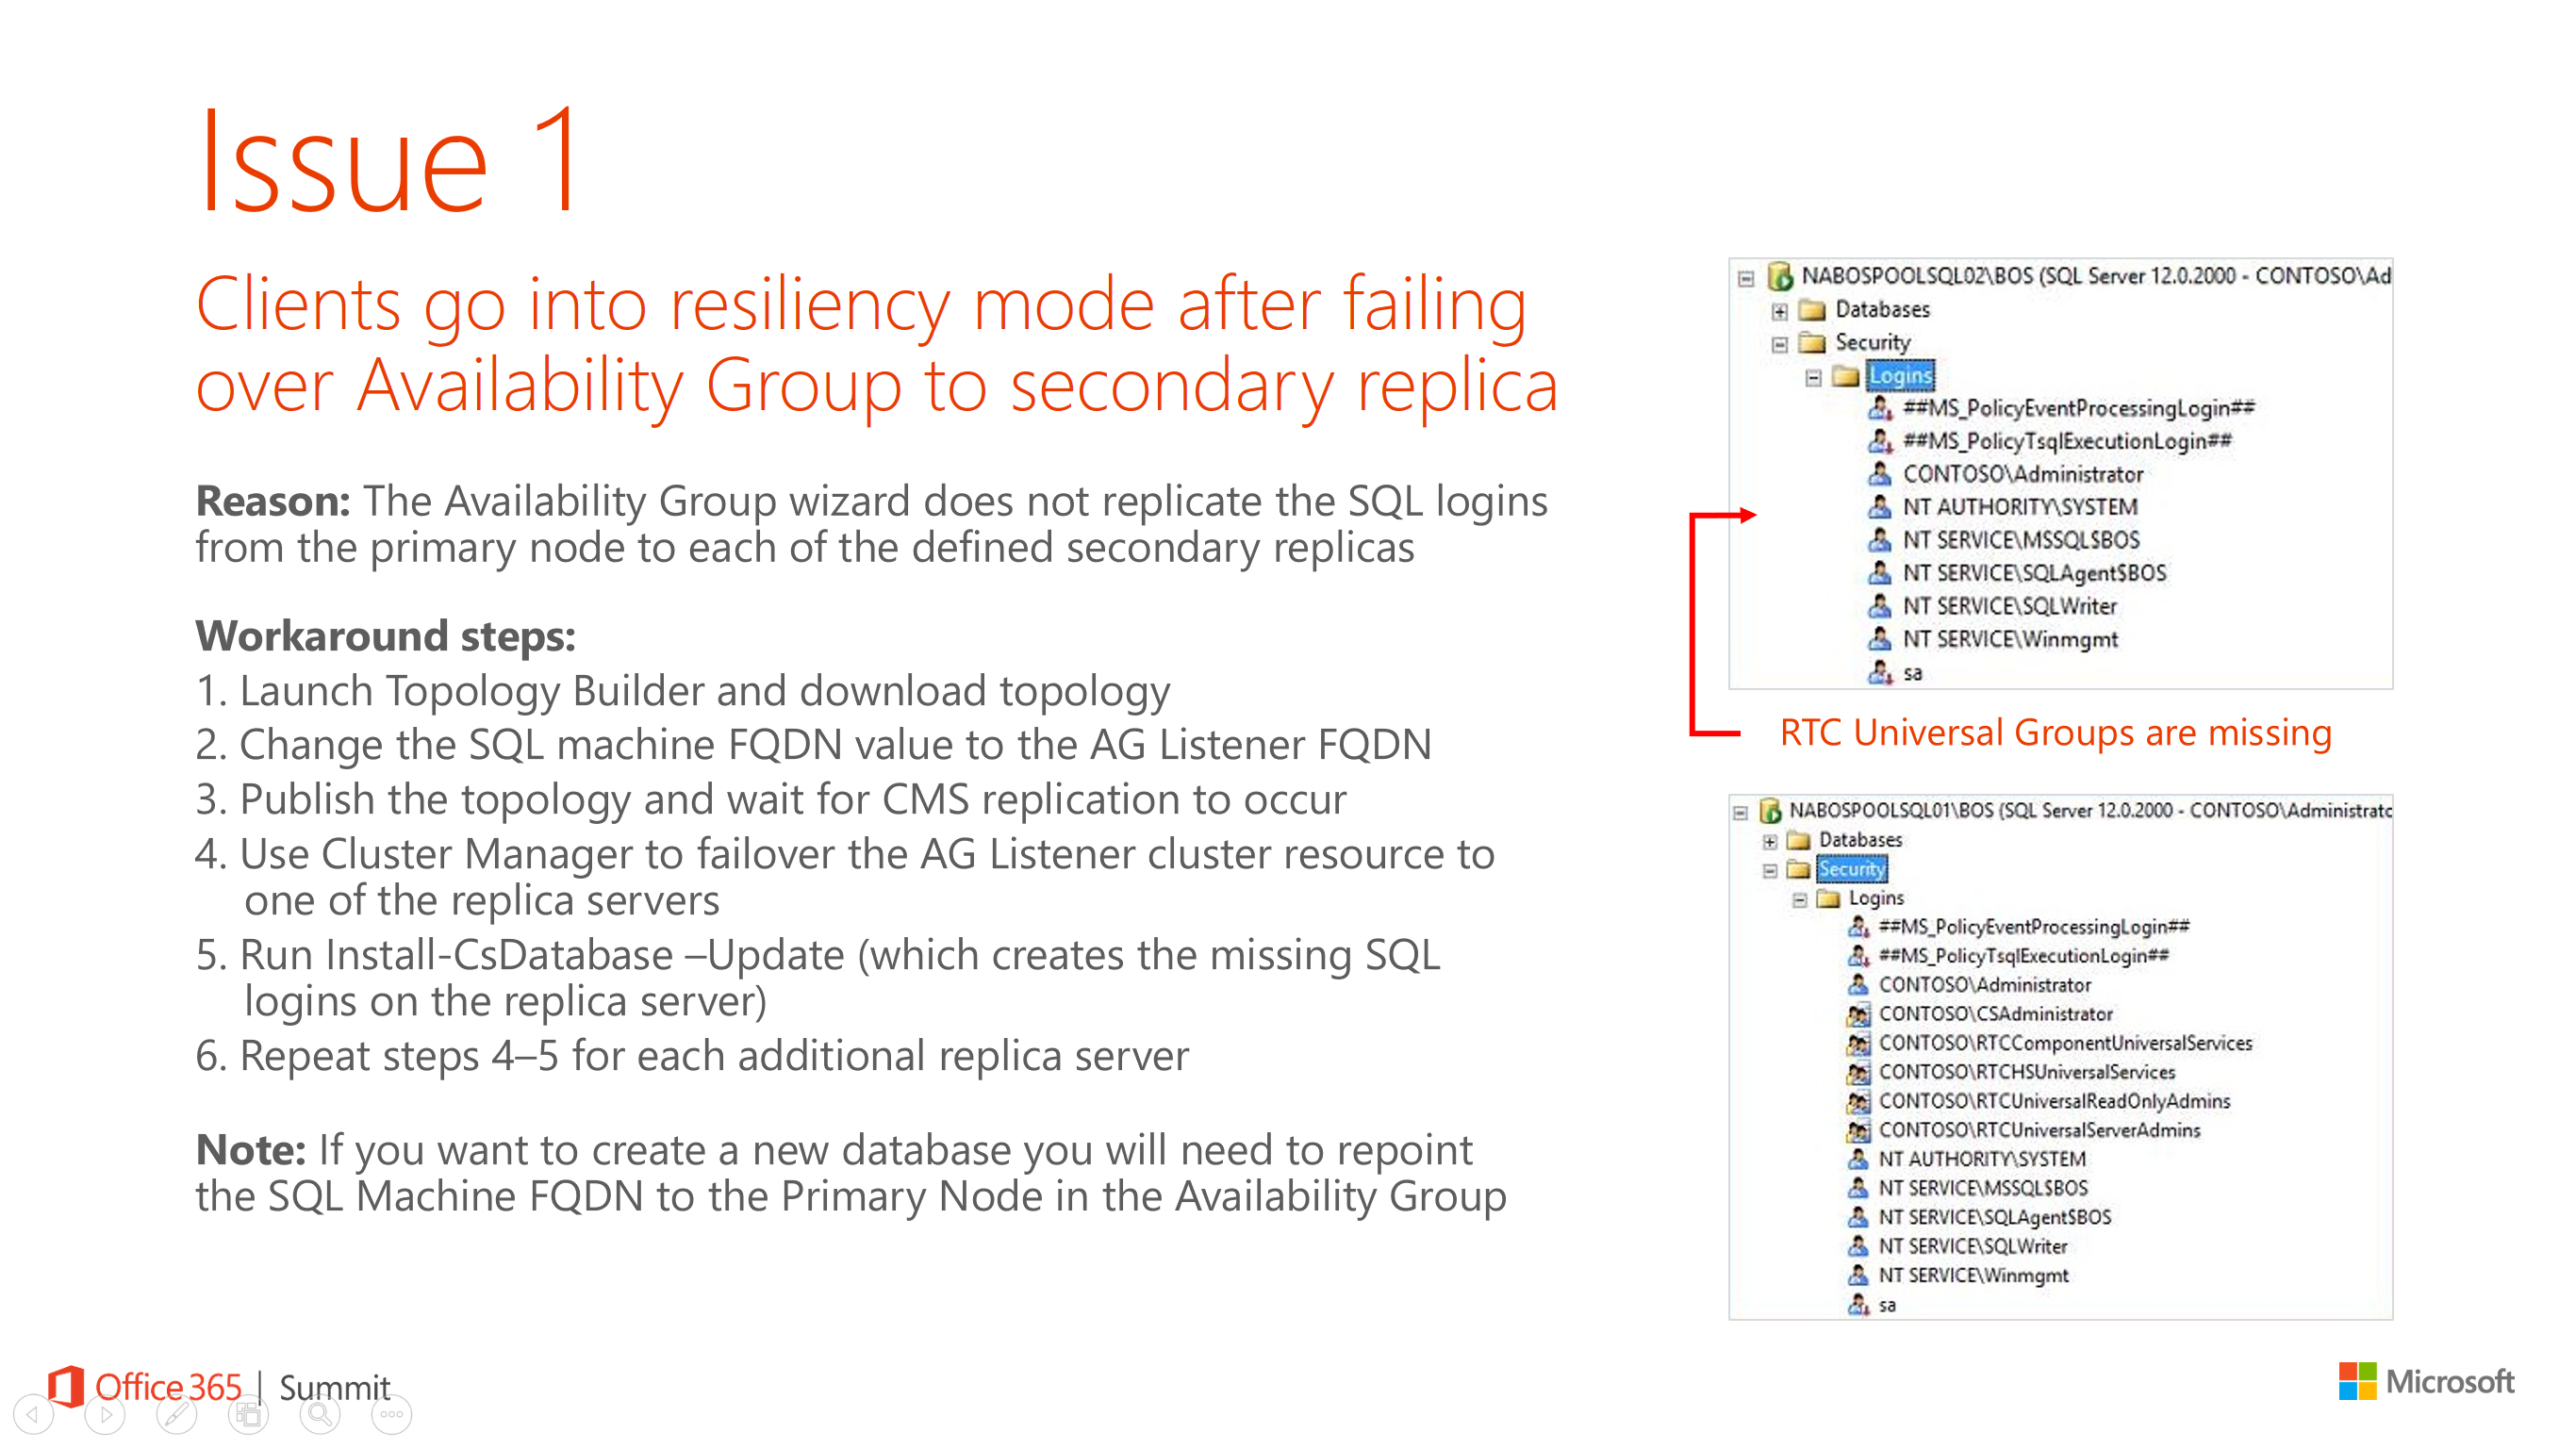 Issue 1
Clients go into resiliency mode after failing
over Availability Group to secondary replica
Reason: The Availability Group wizard does not replicate the SQL logins
from the primary node to each of the defined secondary replicas
Workaround steps:
1. Launch Topology Builder and download topology
2. Change the SQL machine FQDN value to the AG Listener FQDN
3. Publish the topology and wait for CMS replication to occur
4. Use Cluster Manager to failover the AG Listener cluster resource to
one of the replica servers
5. Run Install-CsDatabase –Update (which creates the missing SQL
logins on the replica server)
6. Repeat steps 4–5 for each additional replica server
Note: If you want to create a new database you will need to repoint
the SQL Machine FQDN to the Primary Node in the Availability Group
NABOSPOOLSQL02\BOS (SQL Server 12.0.2000 - CONTOSO\Ad
Databases
Security
Logins
##MS_PolicyEventProcessingLogin##
##MS_PolicyTsqlExecutionLogin##
CONTOSO\Administrator
NT AUTHORITY\SYSTEM
NT SERVICE\MSSQL$BOS
NT SERVICE\SQLAgent$BOS
NT SERVICE\SQLWriter
NT SERVICE\Winmgmt
sa
RTC Universal Groups are missing
NABOSPOOLSQL01\BOS (SQL Server 12.0.2000 - CONTOSO\Administratc
Databases
Security
Logins
##MS_PolicyEventProcessingLogin##
##MS_PolicyTsqlExecutionLogin##
CONTOSO\Administrator
CONTOSO\CSAdministrator
CONTOSO\RTCComponentUniversalServices
CONTOSO\RTCHSUniversalServices
CONTOSO\RTCUniversalReadOnlyAdmins
CONTOSO\RTCUniversalServerAdmins
NT AUTHORITY\SYSTEM
NT SERVICE\MSSQL$BOS
NT SERVICE\SQLAgent$BOS
NT SERVICE\SQLWriter
NT SERVICE\Winmgmt
sa
Office 365 | Summit
Microsoft